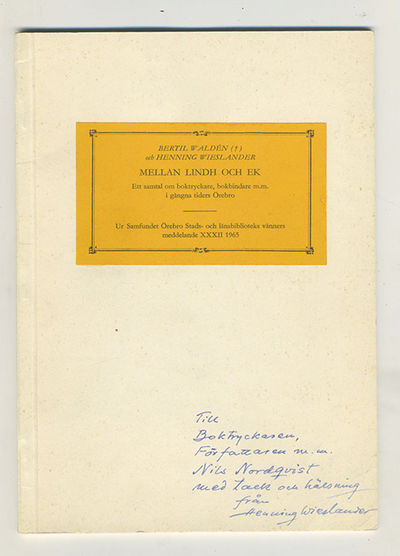 BERTIL WALDÉN (†)
och HENNING WIESLANDER
MELLAN LINDH OCH EK
Ett samtal om boktryckare, bokbindare m.m.
i gångna tiders Örebro
Ur Samfundet Örebro Stads- och länsbiblioteks vänners
meddelande XXXII 1965
Till
Boktryckaren,
Författaren m.m.
Nils Nordqvist
med tack och hälsning
från
Henning Wieslander